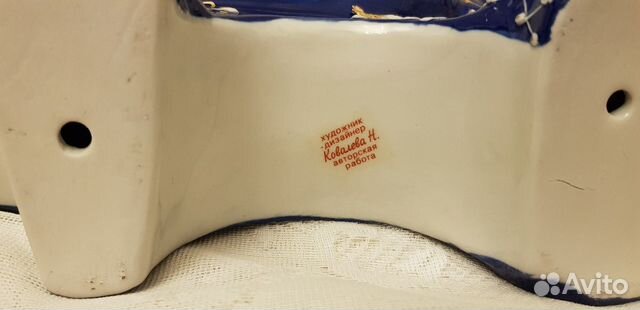 художник
-дизайнер
Ковалева Н.
авторская
работа
Avito